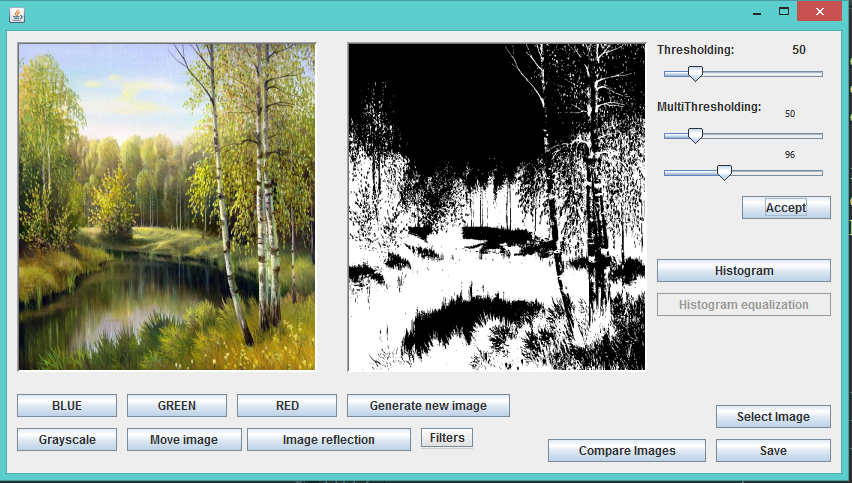 Thresholding: 50
MultiThresholding:
50
96
Accept
Histogram
Histogram equalization
BLUE GREEN RED Generate new image
Select Image
Grayscale Move image Image reflection Filters
Compare Images Save